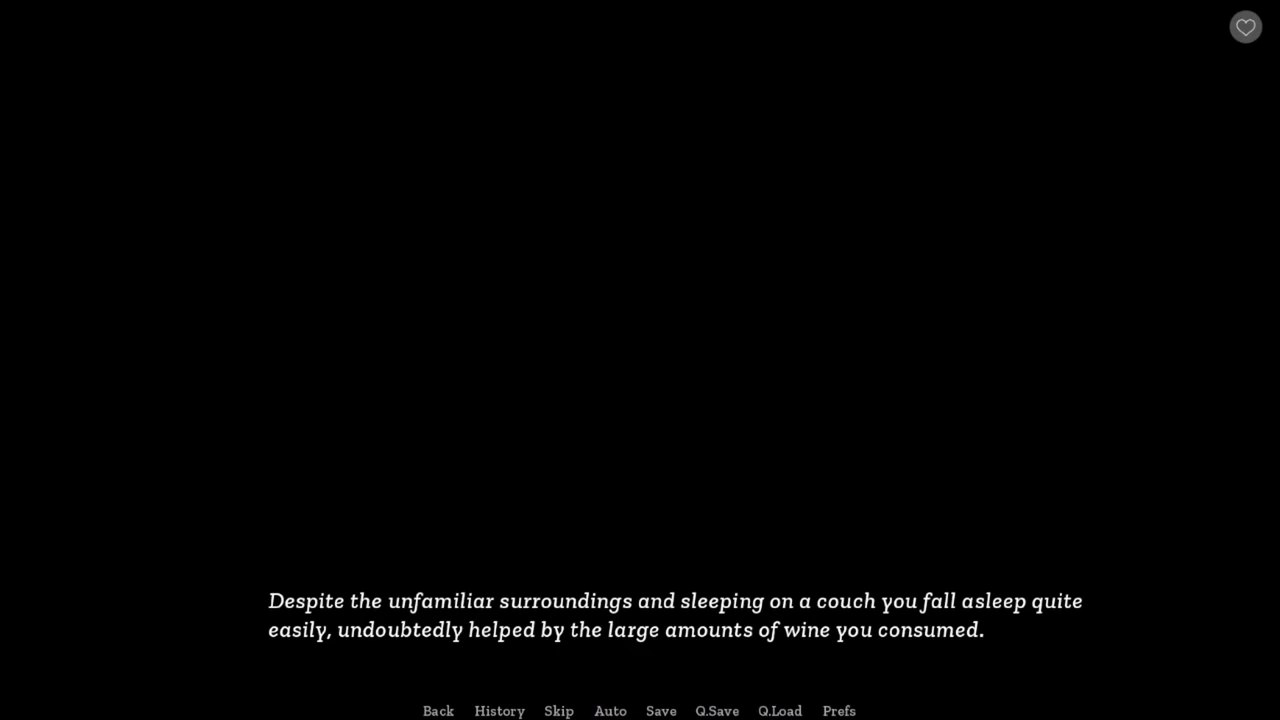 Despite the unfamiliar surroundings and sleeping on a couch you fall asleep quite
easily, undoubtedly helped by the large amounts of wine you consumed.
Back History Skip Auto Save Q.Save Q.Load Prefs